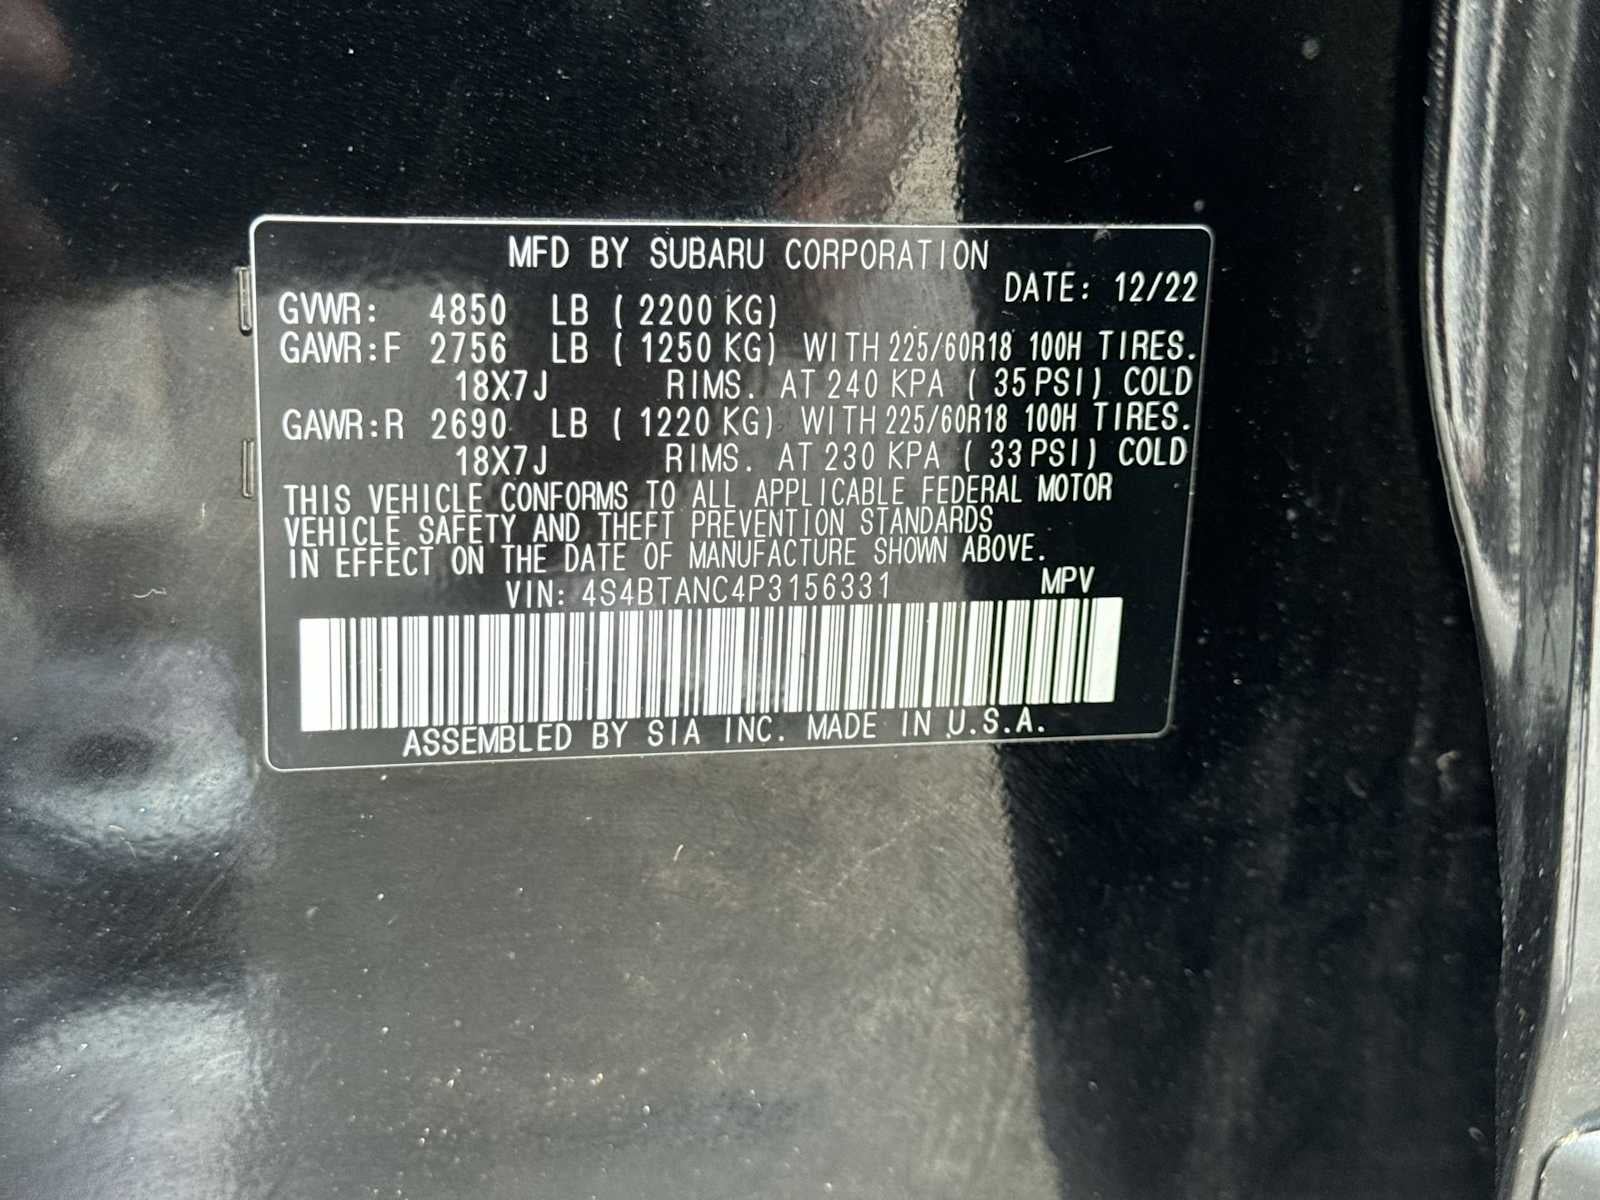 MFD BY SUBARU CORPORATION
DATE: 12/22
GVWR: 4850 LB ( 2200 KG)
GAWR:F 2756 LB ( 1250 KG) WITH 225/60R18 100H TIRES.
18X7J RIMS. AT 240 KPA ( 35 PSI) COLD
GAWR:R 2690 LB ( 1220 KG) WITH 225/60R18 100H TIRES.
18X7J RIMS. AT 230 KPA ( 33 PSI) COLD
THIS VEHICLE CONFORMS TO ALL APPLICABLE FEDERAL MOTOR
VEHICLE SAFETY AND THEFT PREVENTION STANDARDS
IN EFFECT ON THE DATE OF MANUFACTURE SHOWN ABOVE.
VIN: 4S4BTANC4P3156331 MPV
ASSEMBLED BY SIA INC. MADE IN U.S.A.